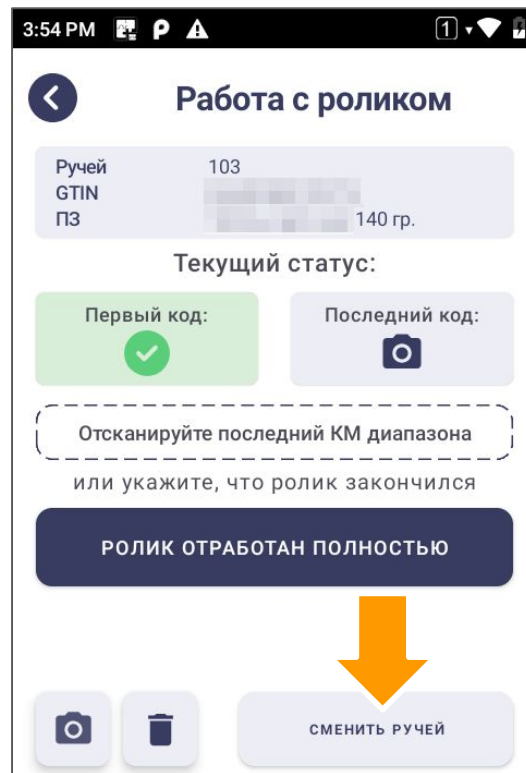 3:54 PM
1
Работа с роликом
Ручей 103
GTIN
ПЗ 140 гр.
Текущий статус:
Первый код: Последний код:
Отсканируйте последний КМ диапазона
или укажите, что ролик закончился
РОЛИК ОТРАБОТАН ПОЛНОСТЬЮ
СМЕНИТЬ РУЧЕЙ